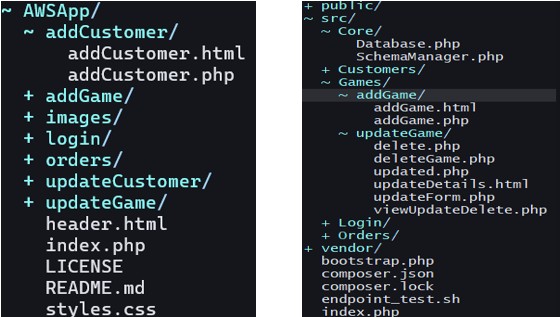 ~ AWSApp/
~ addCustomer/
addCustomer.html
addCustomer.php
+ addGame/
+ images/
+ login/
+ orders/
+ updateCustomer/
+ updateGame/
header.html
index.php
LICENSE
README.md
styles.css
+ public/
~ src/
~ Core/
Database.php
SchemaManager.php
+ Customers/
~ Games/
~ addGame/
addGame.html
addGame.php
~ updateGame/
delete.php
deleteGame.php
updated.php
updateDetails.html
updateForm.php
viewUpdateDelete.php
+ Login/
+ Orders/
+ vendor/
bootstrap.php
composer.json
composer.lock
endpoint_test.sh
index.php